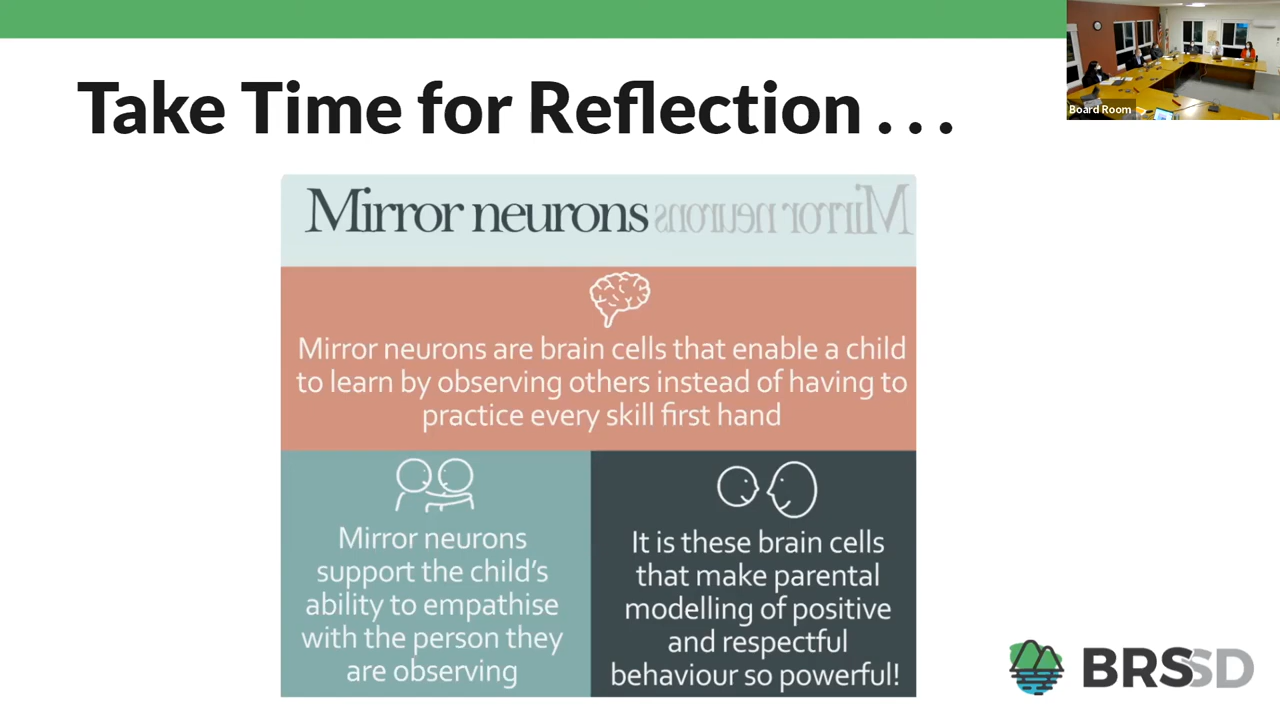 Take Time for Reflection . . .
Board Room
Mirror neurons Mirror neurons
Mirror neurons are brain cells that enable a child
to learn by observing others instead of having to
practice every skill first hand
Mirror neurons
support the child's
ability to empathise
with the person they
are observing
It is these brain cells
that make parental
modelling of positive
and respectful
behaviour so powerful!
BRSSD